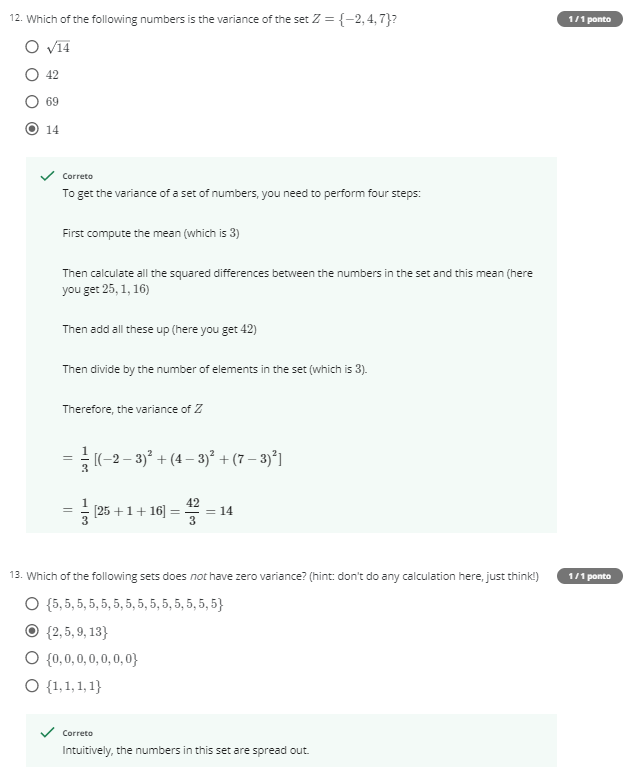 12. Which of the following numbers is the variance of the set Z = {−2, 4, 7}?
1 / 1 ponto
√14
42
69
14
Correto
To get the variance of a set of numbers, you need to perform four steps:
First compute the mean (which is 3)
Then calculate all the squared differences between the numbers in the set and this mean (here
you get 25, 1, 16)
Then add all these up (here you get 42)
Then divide by the number of elements in the set (which is 3).
Therefore, the variance of Z
= 1/3 [(−2 − 3)² + (4 − 3)² + (7 − 3)²]
= 1/3 [25 + 1 + 16] = 42/3 = 14
13. Which of the following sets does not have zero variance? (hint: don't do any calculation here, just think!)
1 / 1 ponto
{5, 5, 5, 5, 5, 5, 5, 5, 5, 5, 5, 5, 5, 5}
{2, 5, 9, 13}
{0, 0, 0, 0, 0, 0, 0}
{1, 1, 1, 1}
Correto
Intuitively, the numbers in this set are spread out.